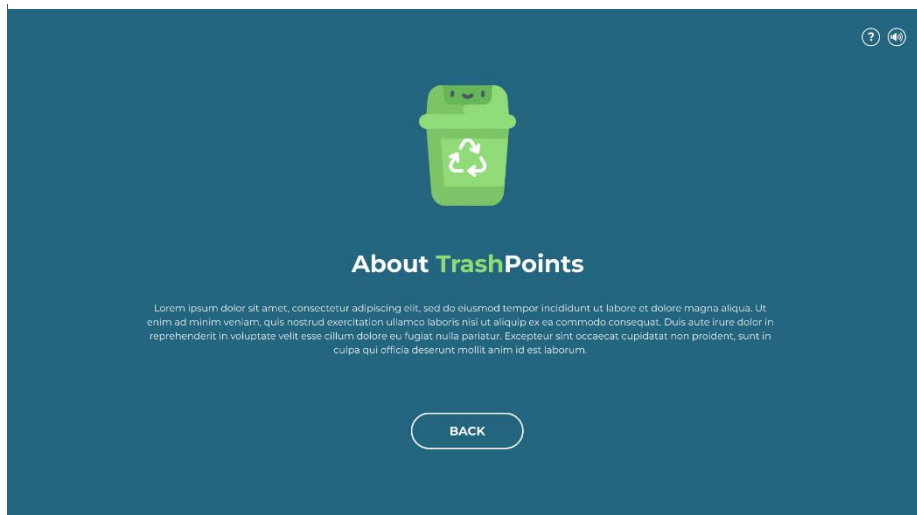 ?
About TrashPoints
Lorem ipsum dolor sit amet, consectetur adipiscing elit, sed do eiusmod tempor incididunt ut labore et dolore magna aliqua. Ut
enim ad minim veniam, quis nostrud exercitation ullamco laboris nisi ut aliquip ex ea commodo consequat. Duis aute irure dolor in
reprehenderit in voluptate velit esse cillum dolore eu fugiat nulla pariatur. Excepteur sint occaecat cupidatat non proident, sunt in
culpa qui officia deserunt mollit anim id est laborum.
BACK